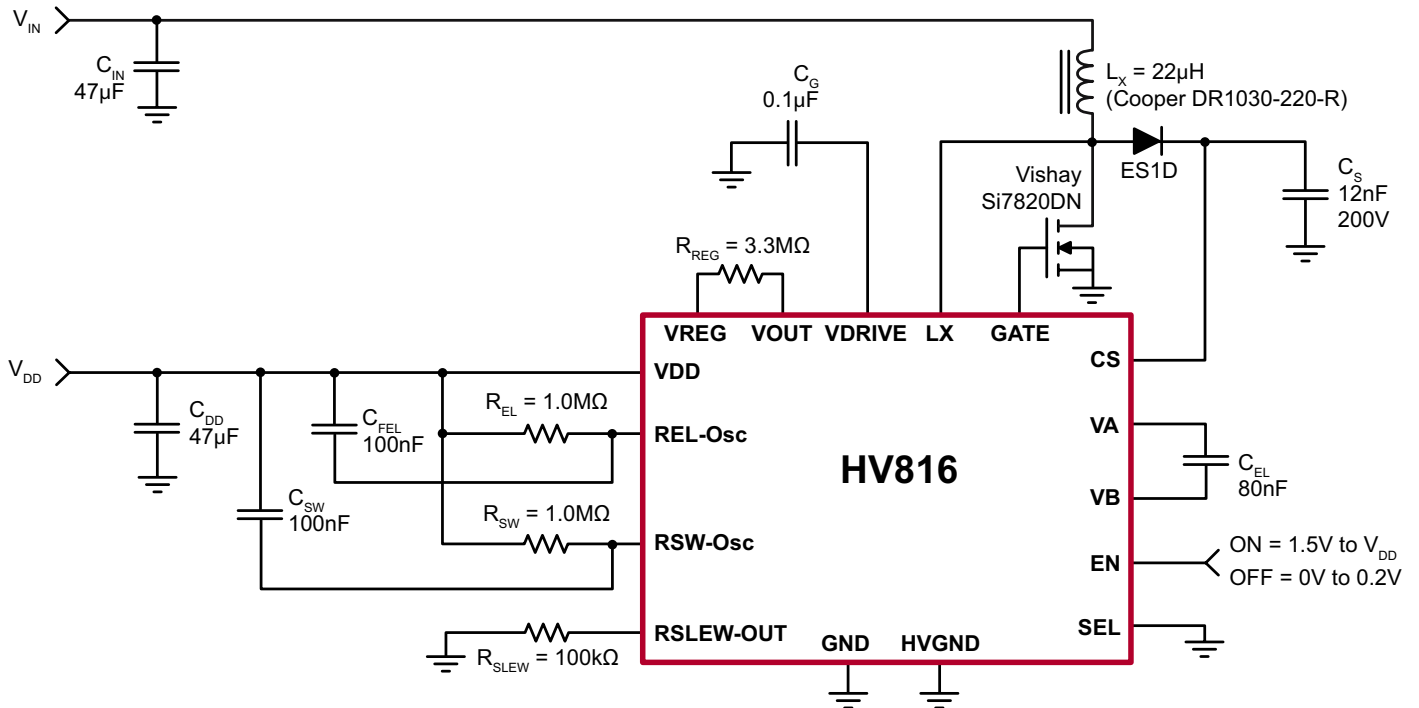 V_IN
C_IN
47µF
C_G
0.1µF
L_X = 22µH
(Cooper DR1030-220-R)
ES1D
Vishay
Si7820DN
C_S
12nF
200V
R_REG = 3.3MΩ
VREG
VOUT
VDRIVE
LX
GATE
V_DD
VDD
CS
C_DD
47µF
C_FEL
100nF
R_EL = 1.0MΩ
REL-Osc
VA
HV816
C_EL
80nF
VB
C_SW
100nF
R_SW = 1.0MΩ
RSW-Osc
EN
ON = 1.5V to V_DD
OFF = 0V to 0.2V
RSLEW-OUT
R_SLEW = 100kΩ
GND
HVGND
SEL